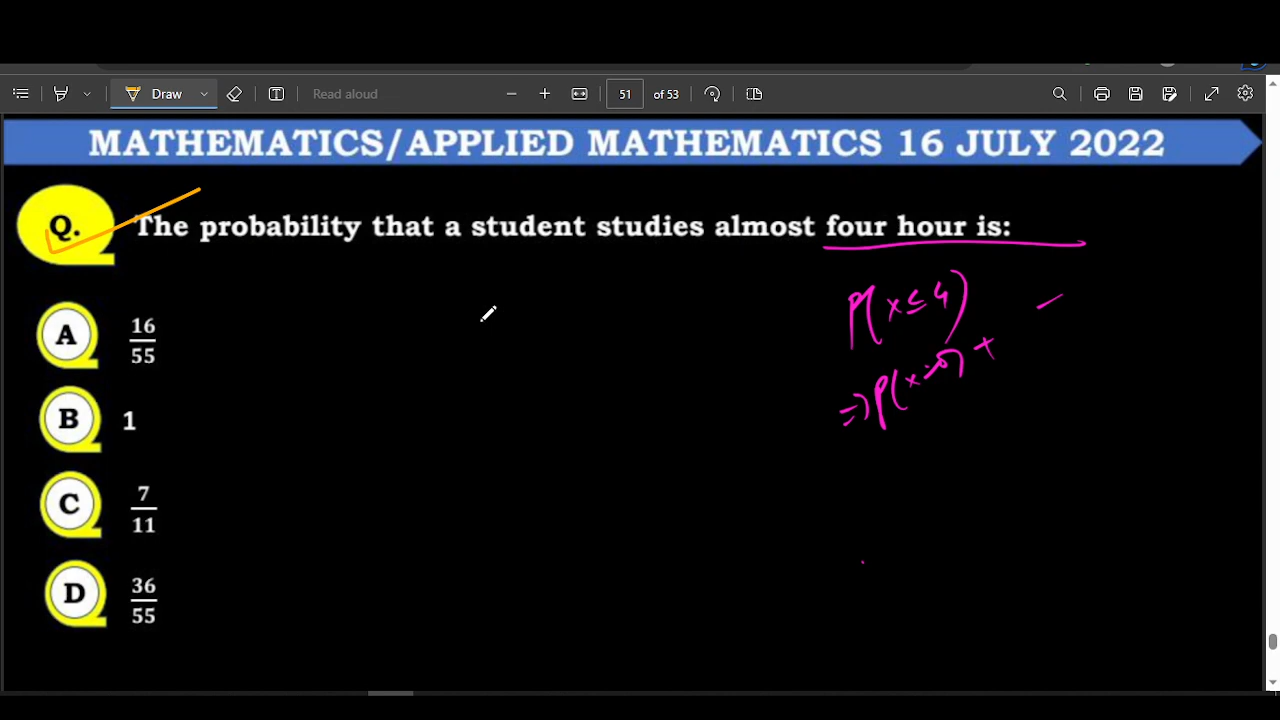 Draw
Read aloud
51 of 53
MATHEMATICS/APPLIED MATHEMATICS 16 JULY 2022
Q. The probability that a student studies almost four hour is:
P(x ≤ 4)
A 16/55
⇒ P(x=0) +
B 1
C 7/11
D 36/55